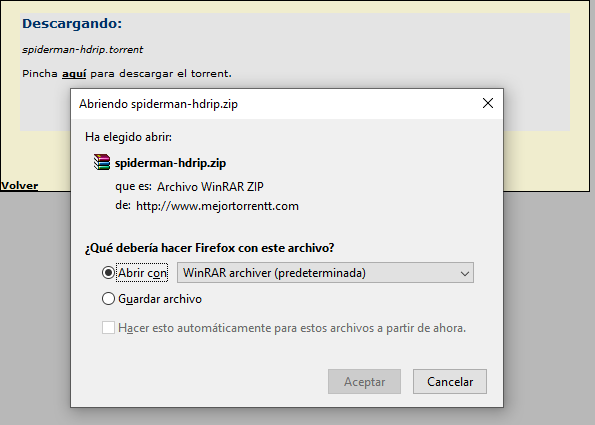 Descargando:
spiderman-hdrip.torrent
Pincha aquí para descargar el torrent.
Volver
Abriendo spiderman-hdrip.zip
Ha elegido abrir:
spiderman-hdrip.zip
que es: Archivo WinRAR ZIP
de: http://www.mejortorrentt.com
¿Qué debería hacer Firefox con este archivo?
Abrir con WinRAR archiver (predeterminada)
Guardar archivo
Hacer esto automáticamente para estos archivos a partir de ahora.
Aceptar Cancelar